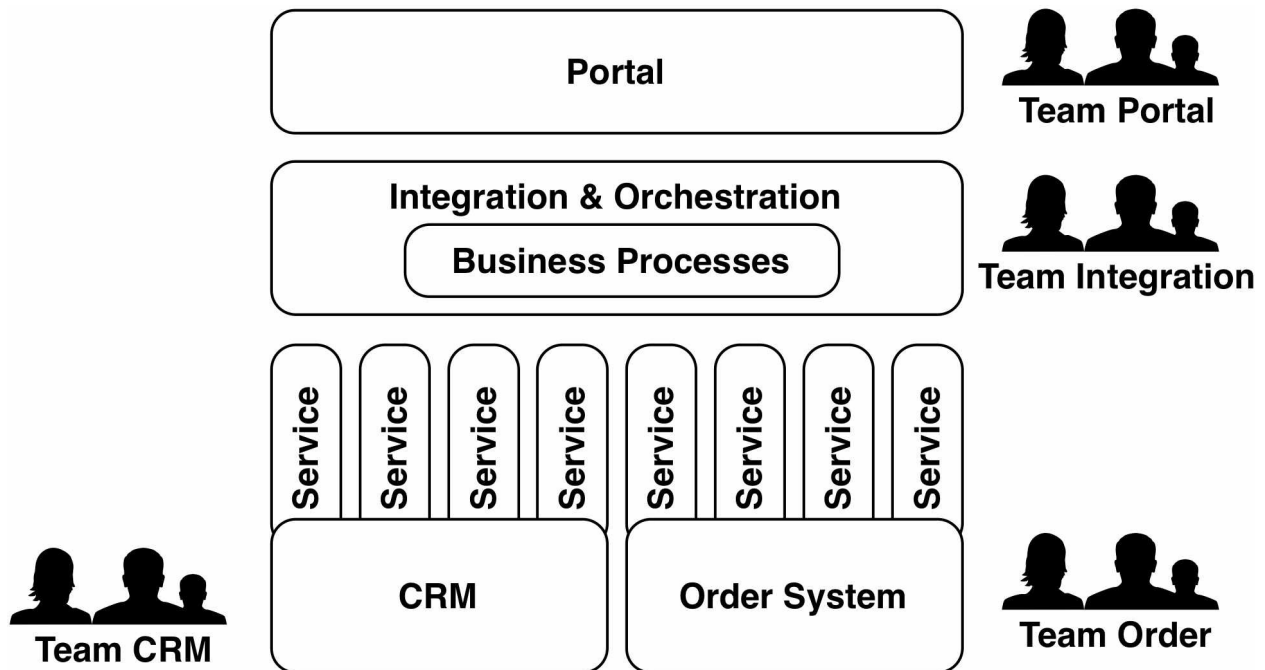 Portal
Team Portal
Integration & Orchestration
Business Processes
Team Integration
Service
Service
Service
Service
Service
Service
Service
Service
CRM
Order System
Team CRM
Team Order